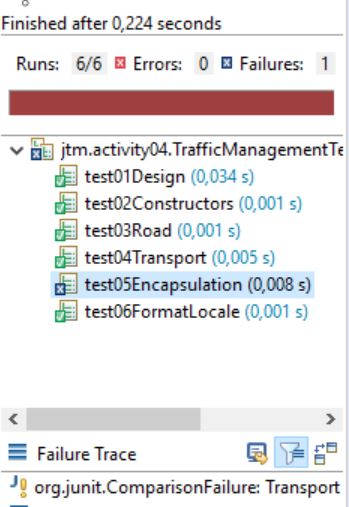 Finished after 0,224 seconds
Runs: 6/6 Errors: 0 Failures: 1
jtm.activity04.TrafficManagementTe
test01Design (0,034 s)
test02Constructors (0,001 s)
test03Road (0,001 s)
test04Transport (0,005 s)
test05Encapsulation (0,008 s)
test06FormatLocale (0,001 s)
Failure Trace
org.junit.ComparisonFailure: Transport